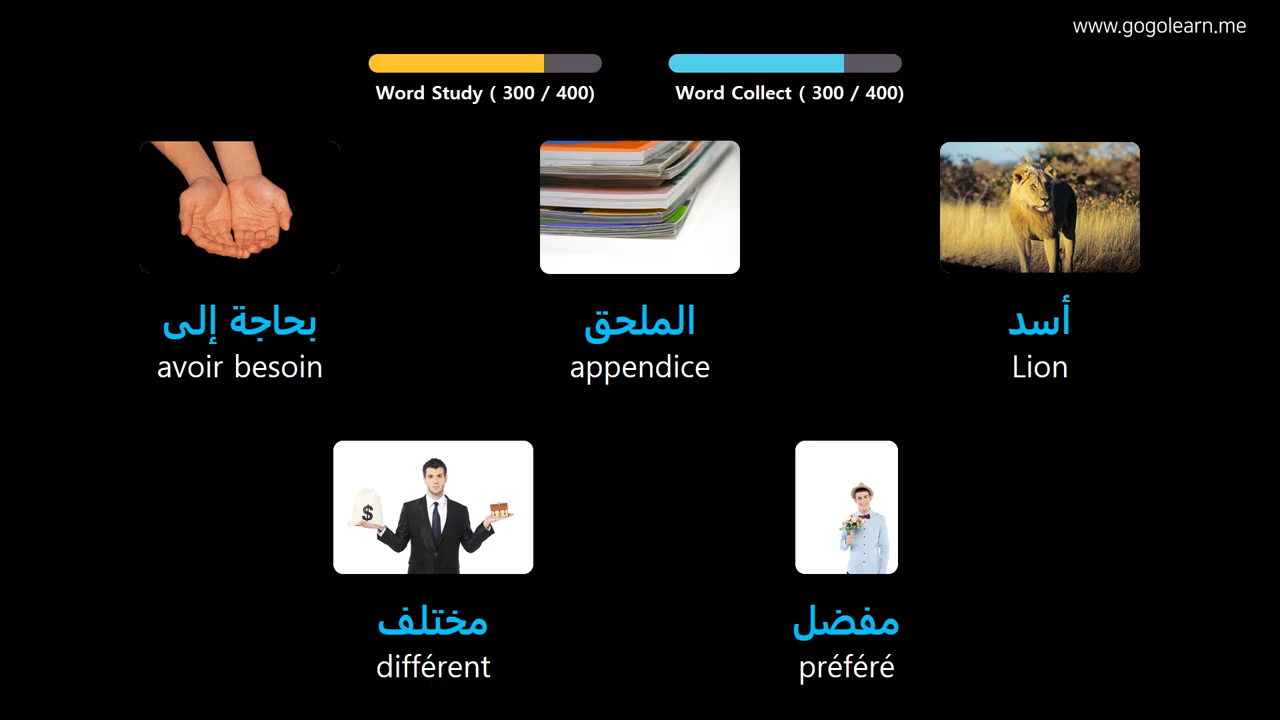 www.gogolearn.me
Word Study ( 300 / 400)
Word Collect ( 300 / 400)
بحاجة إلى
avoir besoin
الملحق
appendice
أسد
Lion
$
مختلف
différent
مفضل
préféré